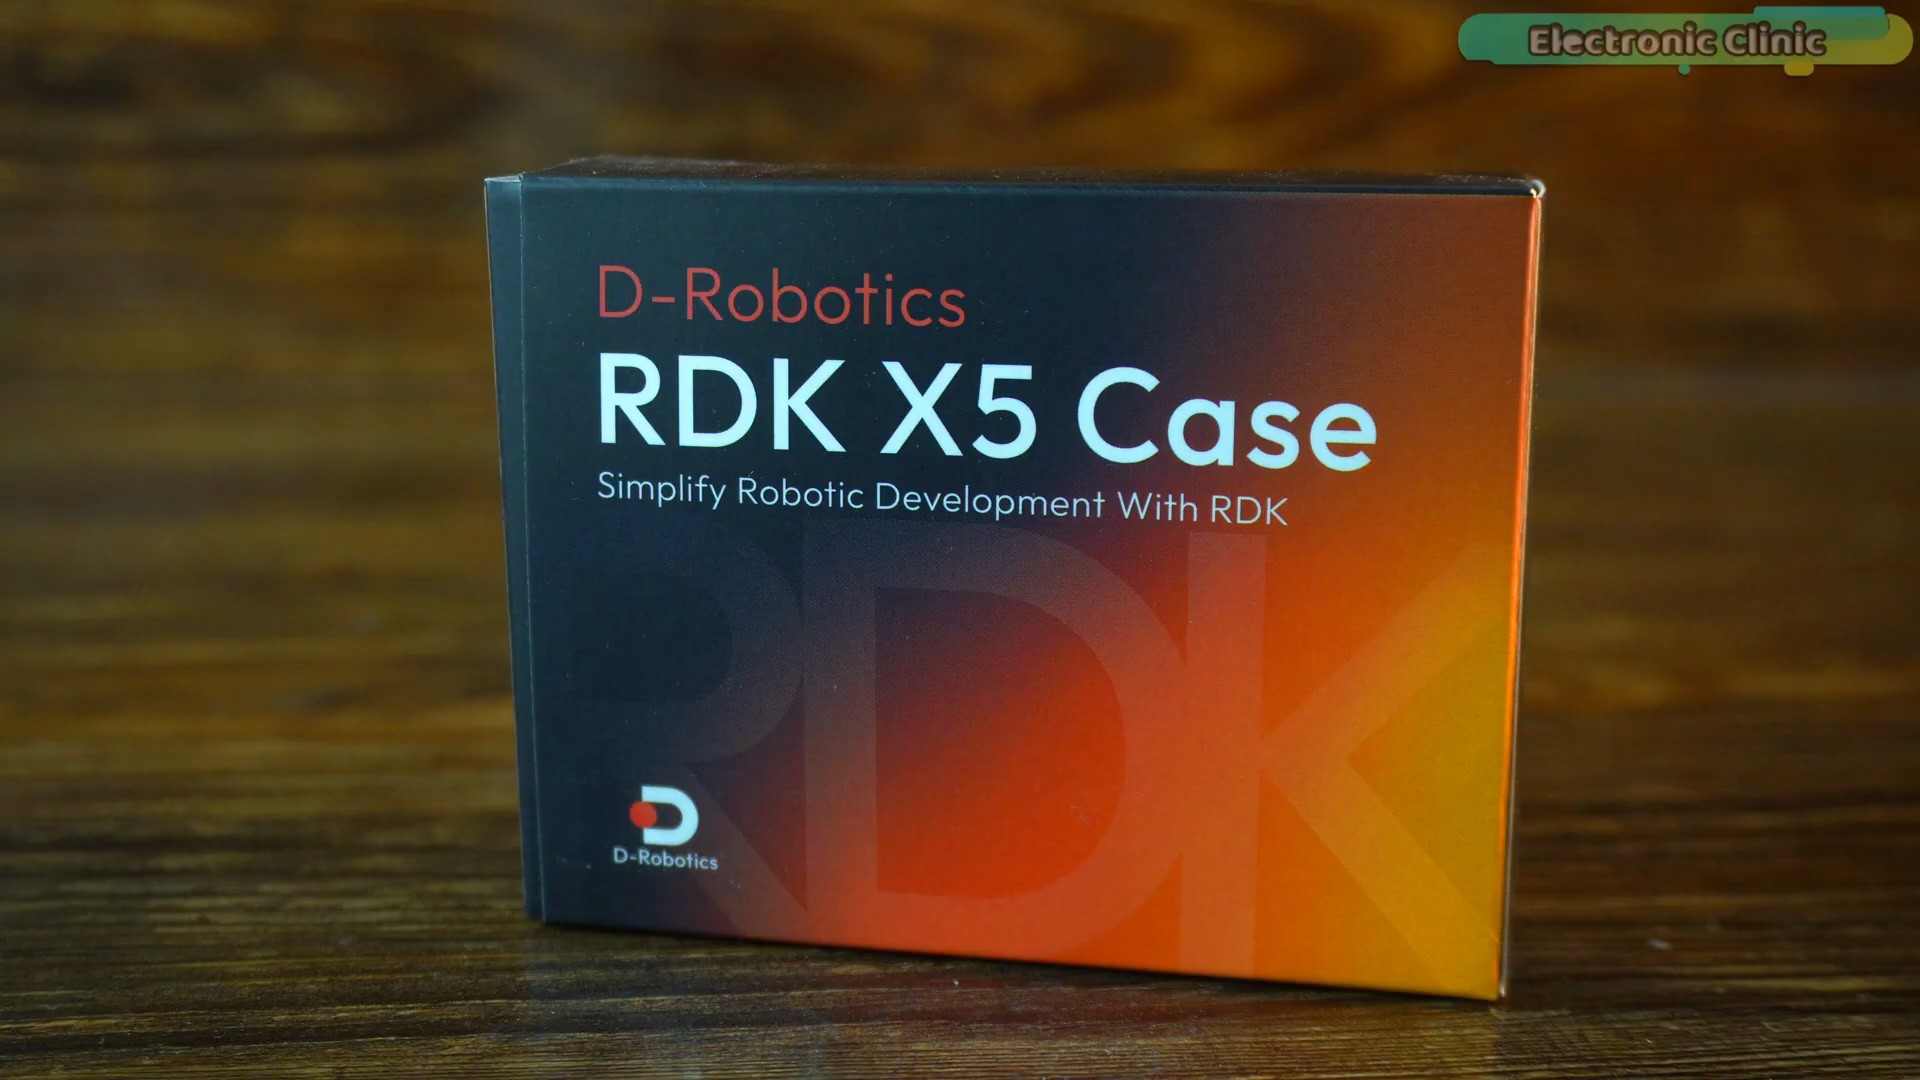 Electronic Clinic
D-Robotics
RDK X5 Case
Simplify Robotic Development With RDK
RDK
D-Robotics